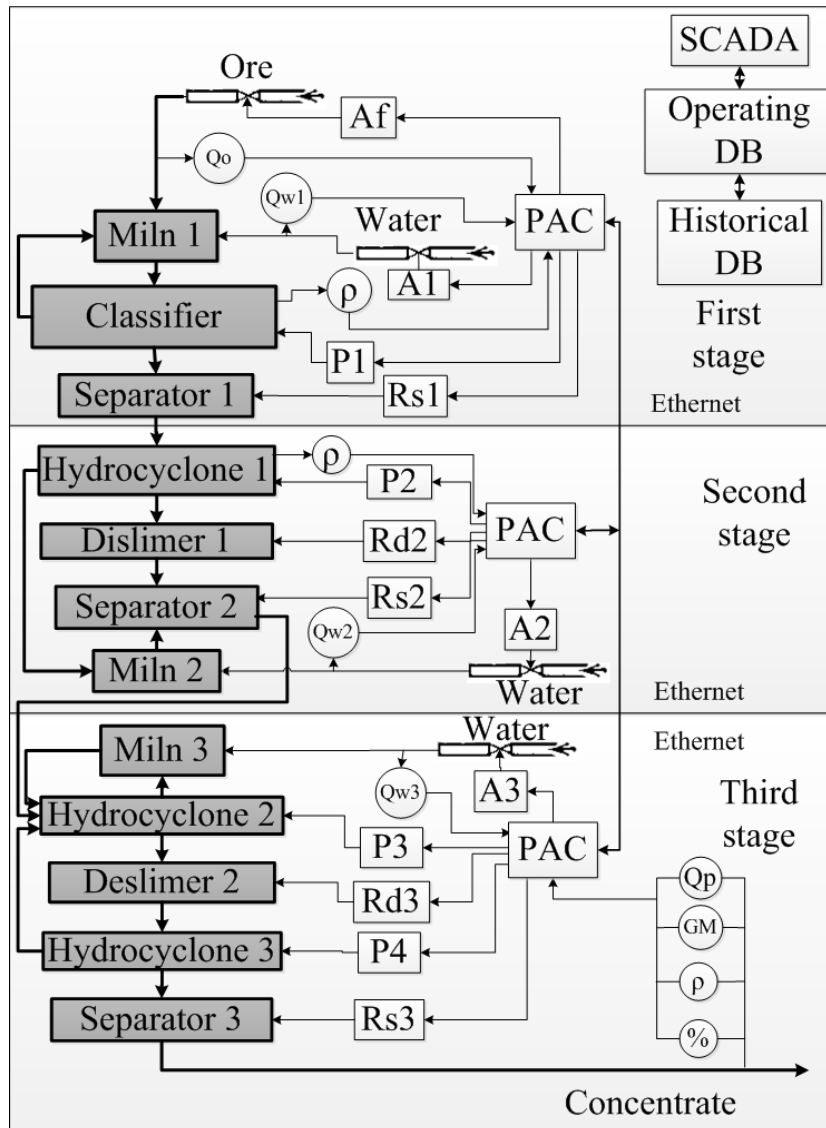 Ore
SCADA
Af
Operating
DB
Qo
Qw1
Water
PAC
Historical
DB
Miln 1
A1
ρ
Classifier
First
stage
P1
Separator 1
Rs1
Ethernet
Hydrocyclone 1
ρ
P2
Second
stage
PAC
Dislimer 1
Rd2
Separator 2
Rs2
A2
Qw2
Miln 2
Water
Ethernet
Water
Ethernet
Miln 3
Qw3
A3
Third
stage
Hydrocyclone 2
P3
PAC
Qp
Deslimer 2
Rd3
GM
Hydrocyclone 3
P4
ρ
Separator 3
Rs3
%
Concentrate